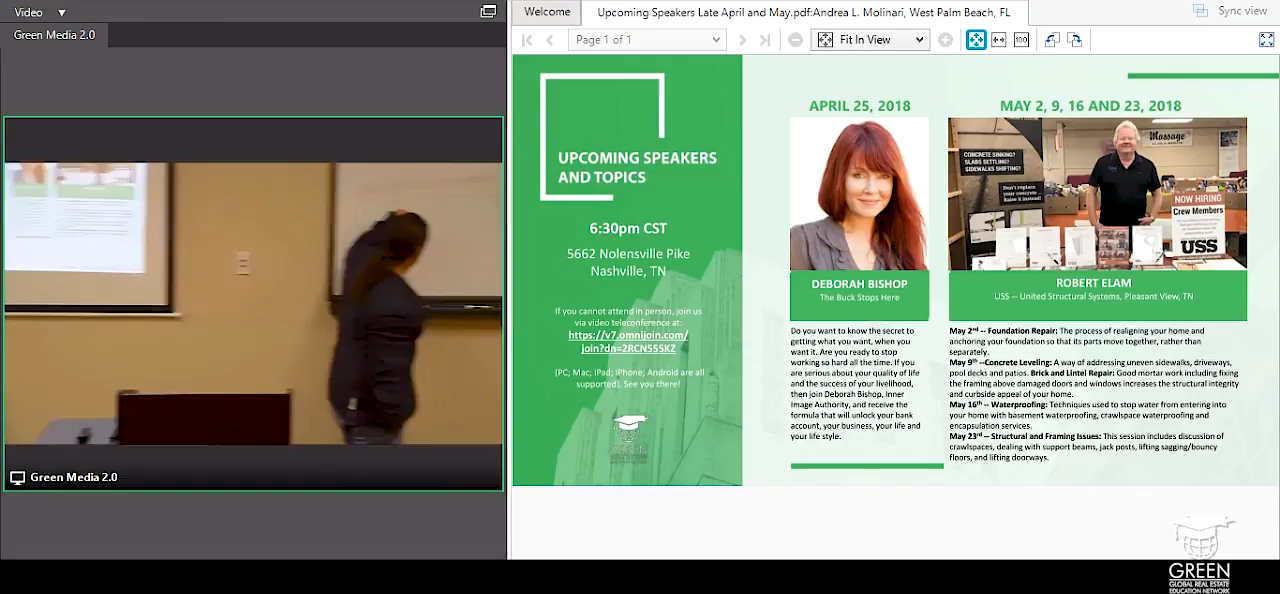 Video
Green Media 2.0
Green Media 2.0
Welcome
Upcoming Speakers Late April and May.pdf:Andrea L. Molinari, West Palm Beach, FL
Sync view
Page 1 of 1
Fit In View
100
UPCOMING SPEAKERS
AND TOPICS
6:30pm CST
5662 Nolensville Pike
Nashville, TN
If you cannot attend in person, join us
via video teleconference at:
https://v7.omnijoin.com/
join?dn=2RCN555KZ
(PC; Mac; iPad; iPhone; Android are all
supported). See you there!
APRIL 25, 2018
DEBORAH BISHOP
The Buck Stops Here
Do you want to know the secret to
getting what you want, when you
want it. Are you ready to stop
working so hard all the time. If you
are serious about your quality of life
and the success of your livelihood,
then join Deborah Bishop, Inner
Image Authority, and receive the
formula that will unlock your bank
account, your business, your life and
your life style.
MAY 2, 9, 16 AND 23, 2018
CONCRETE SINKING?
SLABS SETTLING?
SIDEWALKS SHIFTING?
Don't replace
your concrete
Raise it instead!
Massage
NOW HIRING
Crew Members
USS
ROBERT ELAM
USS -- United Structural Systems, Pleasant View, TN
May 2nd -- Foundation Repair: The process of realigning your home and
anchoring your foundation so that its parts move together, rather than
separately.
May 9th --Concrete Leveling: A way of addressing uneven sidewalks, driveways,
pool decks and patios. Brick and Lintel Repair: Good mortar work including fixing
the framing above damaged doors and windows increases the structural integrity
and curbside appeal of your home.
May 16th -- Waterproofing: Techniques used to stop water from entering into
your home with basement waterproofing, crawlspace waterproofing and
encapsulation services.
May 23rd -- Structural and Framing Issues: This session includes discussion of
crawlspaces, dealing with support beams, jack posts, lifting sagging/bouncy
floors, and lifting doorways.
GREEN
GLOBAL REAL ESTATE
EDUCATION NETWORK